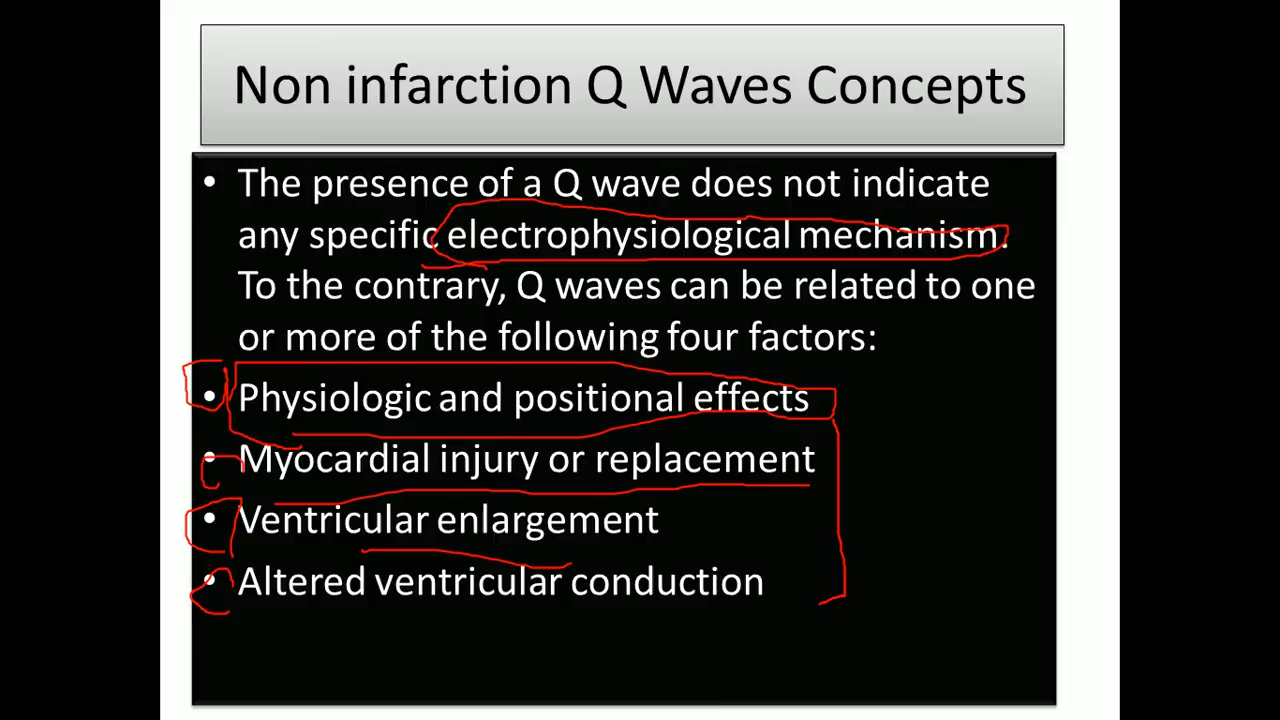 Non infarction Q Waves Concepts
• The presence of a Q wave does not indicate
any specific electrophysiological mechanism.
To the contrary, Q waves can be related to one
or more of the following four factors:
• Physiologic and positional effects
• Myocardial injury or replacement
• Ventricular enlargement
• Altered ventricular conduction